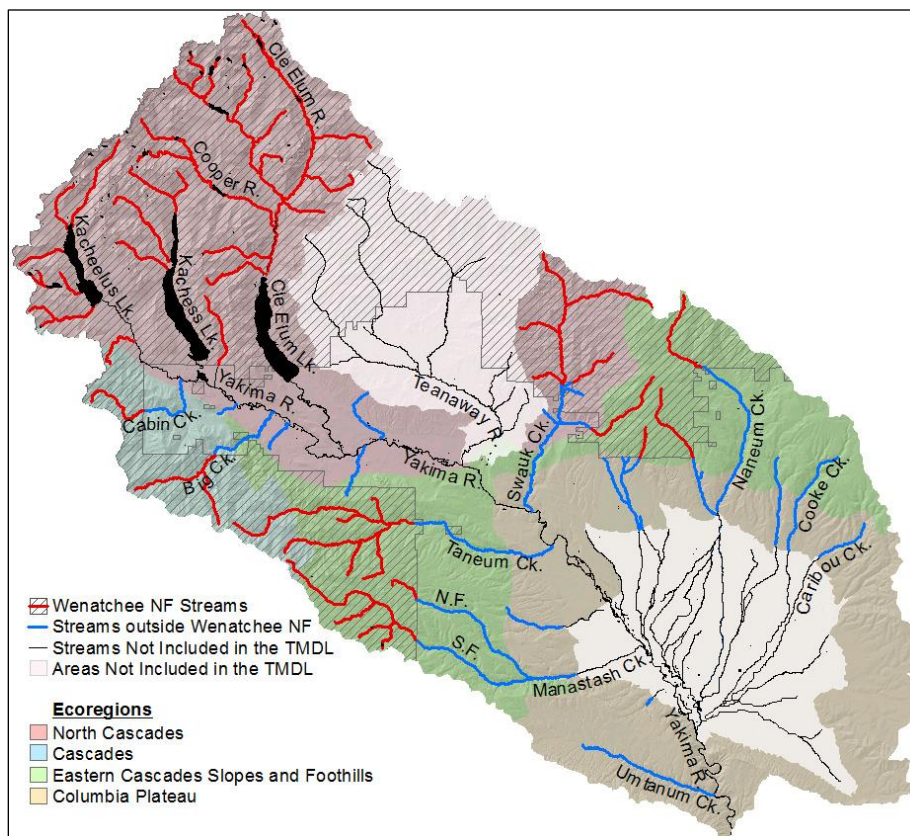 Cle Elum R.
Cooper R.
Kacheelus Lk.
Kachess Lk.
Cle Elum Lk.
Yakima R.
Teanaway R.
Cabin Ck.
Big Ck.
Yakima R.
Swauk Ck.
Naneum Ck.
Cooke Ck.
Taneum Ck.
Caribou Ck.
N.F.
S.F.
Manastash Ck.
Yakima R.
Umtanum Ck.
Wenatchee NF Streams
Streams outside Wenatchee NF
Streams Not Included in the TMDL
Areas Not Included in the TMDL
Ecoregions
North Cascades
Cascades
Eastern Cascades Slopes and Foothills
Columbia Plateau